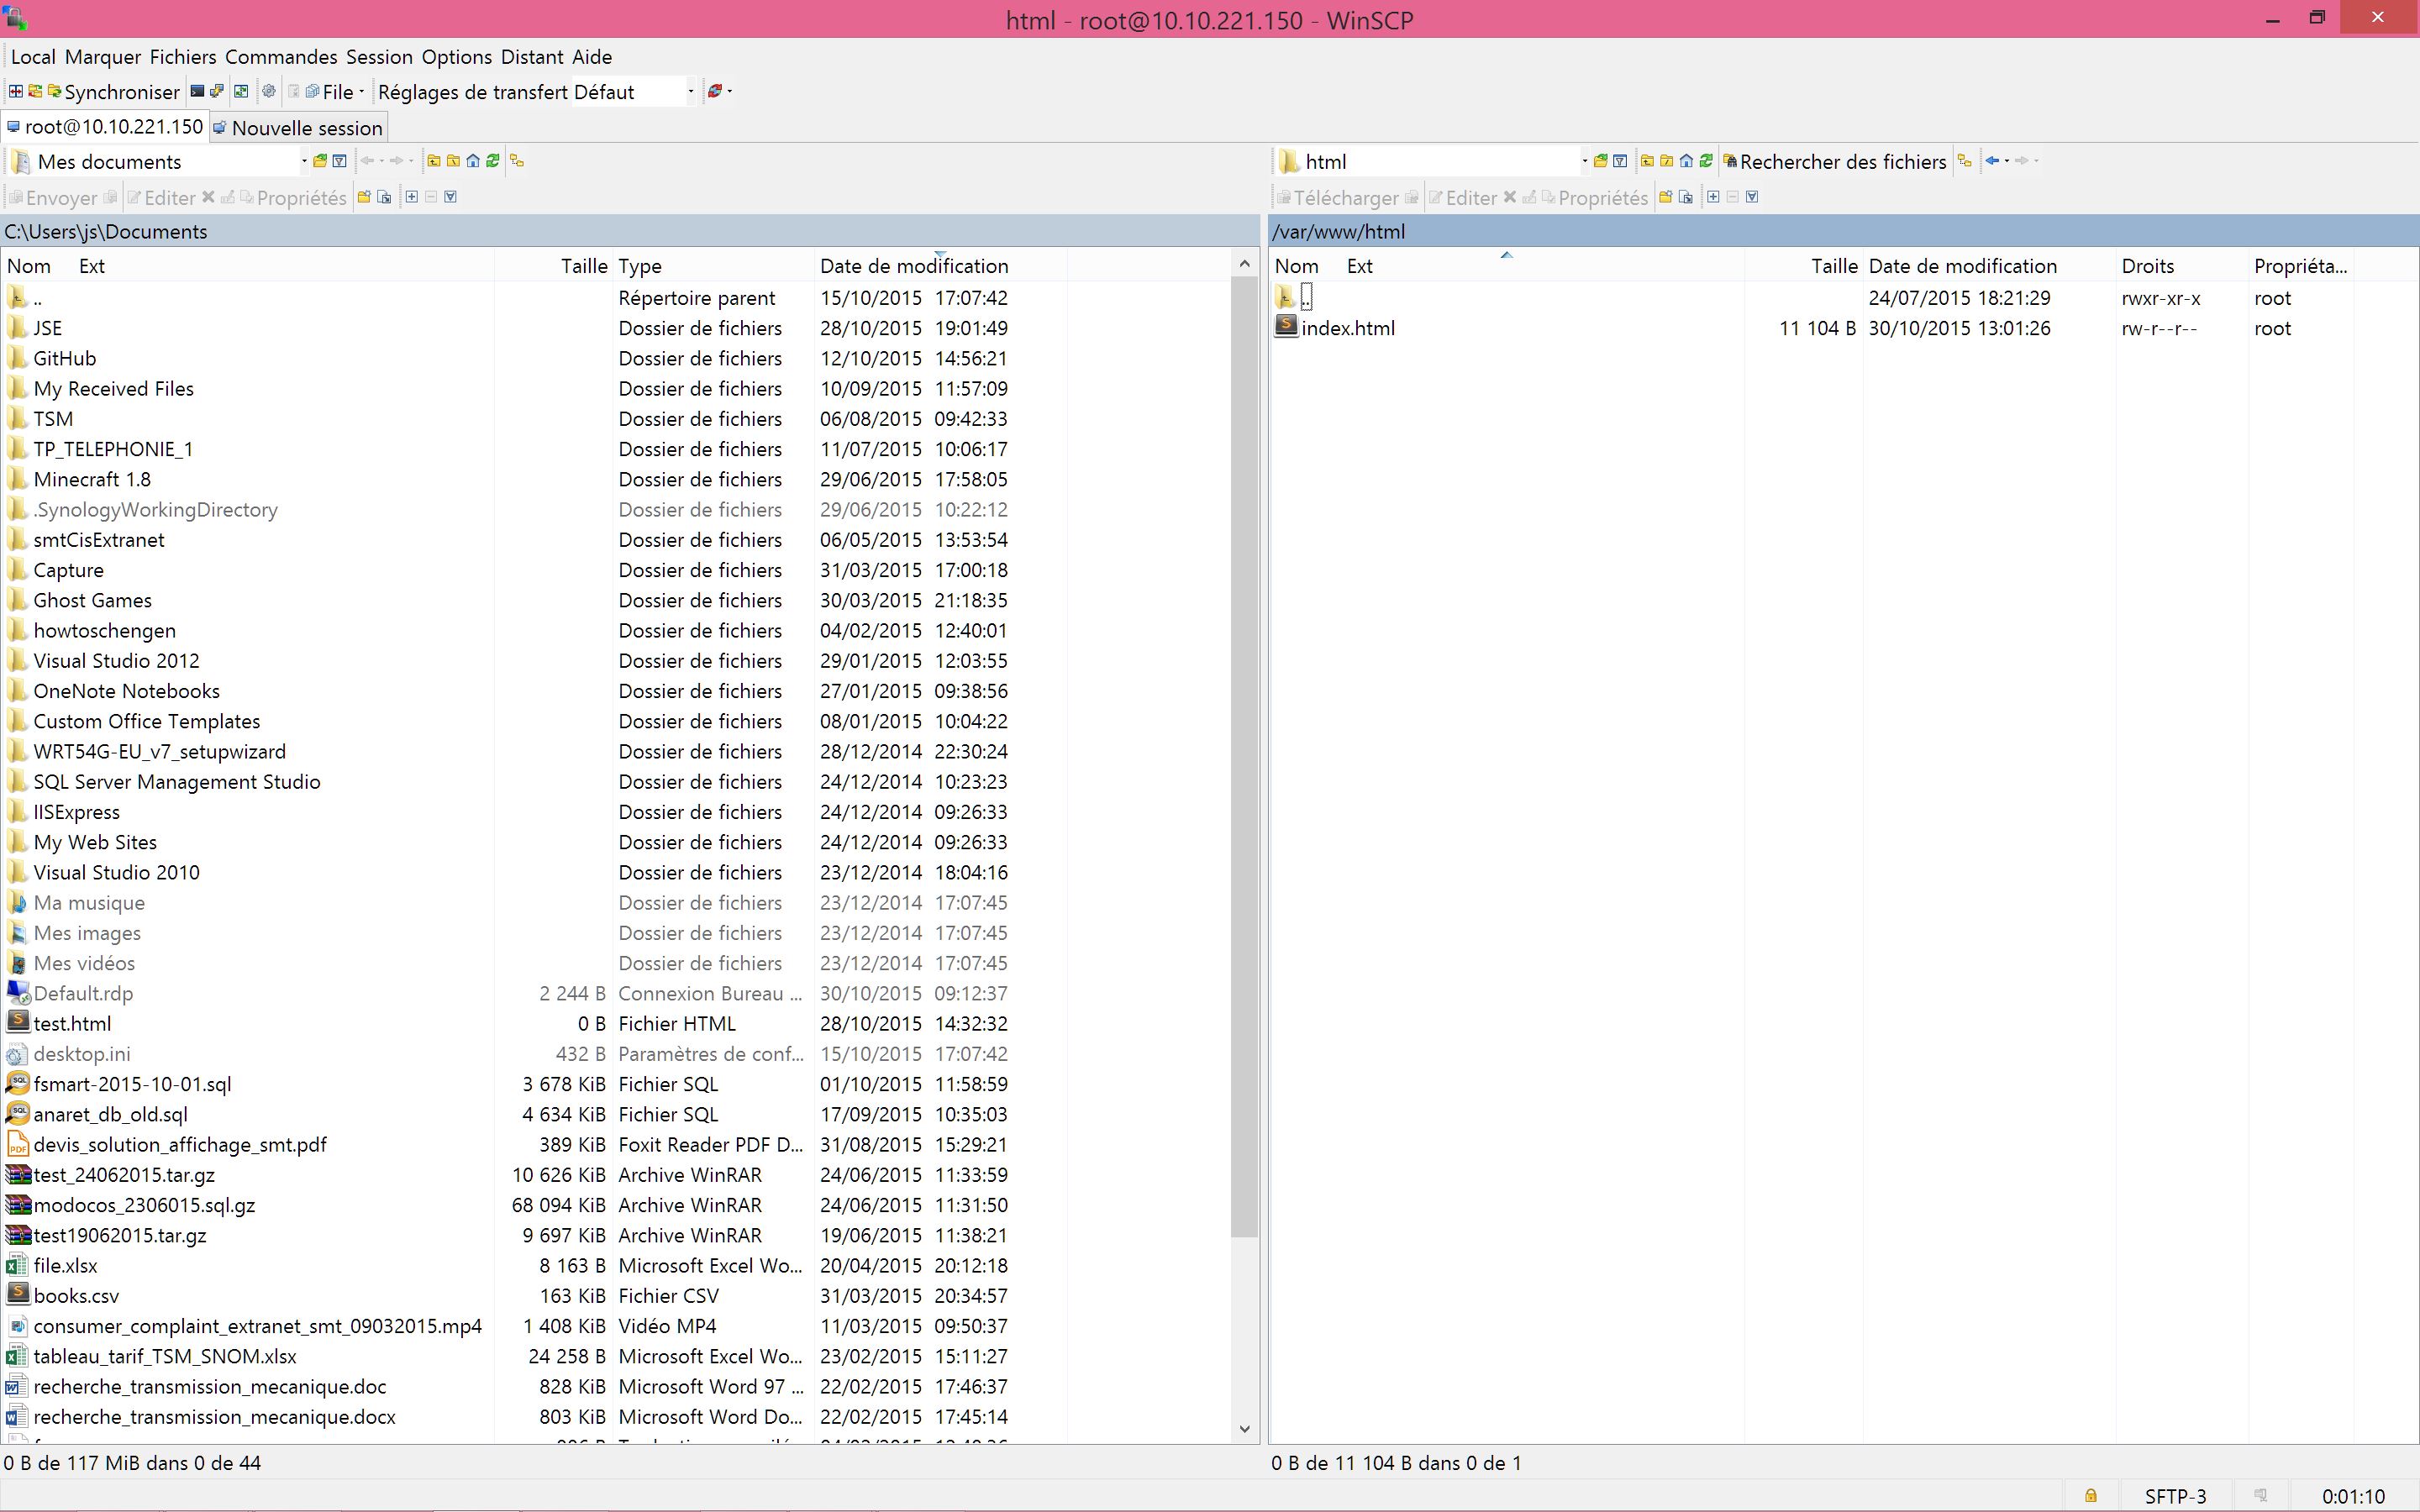 html - root@10.10.221.150 - WinSCP
Local Marquer Fichiers Commandes Session Options Distant Aide
Synchroniser File Réglages de transfert Défaut
root@10.10.221.150 Nouvelle session
Mes documents
Envoyer Editer Propriétés
C:\Users\js\Documents
Nom Ext Taille Type Date de modification
.. Répertoire parent 15/10/2015 17:07:42
JSE Dossier de fichiers 28/10/2015 19:01:49
GitHub Dossier de fichiers 12/10/2015 14:56:21
My Received Files Dossier de fichiers 10/09/2015 11:57:09
TSM Dossier de fichiers 06/08/2015 09:42:33
TP_TELEPHONIE_1 Dossier de fichiers 11/07/2015 10:06:17
Minecraft 1.8 Dossier de fichiers 29/06/2015 17:58:05
.SynologyWorkingDirectory Dossier de fichiers 29/06/2015 10:22:12
smtCisExtranet Dossier de fichiers 06/05/2015 13:53:54
Capture Dossier de fichiers 31/03/2015 17:00:18
Ghost Games Dossier de fichiers 30/03/2015 21:18:35
howtoschengen Dossier de fichiers 04/02/2015 12:40:01
Visual Studio 2012 Dossier de fichiers 29/01/2015 12:03:55
OneNote Notebooks Dossier de fichiers 27/01/2015 09:38:56
Custom Office Templates Dossier de fichiers 08/01/2015 10:04:22
WRT54G-EU_v7_setupwizard Dossier de fichiers 28/12/2014 22:30:24
SQL Server Management Studio Dossier de fichiers 24/12/2014 10:23:23
IISExpress Dossier de fichiers 24/12/2014 09:26:33
My Web Sites Dossier de fichiers 24/12/2014 09:26:33
Visual Studio 2010 Dossier de fichiers 23/12/2014 18:04:16
Ma musique Dossier de fichiers 23/12/2014 17:07:45
Mes images Dossier de fichiers 23/12/2014 17:07:45
Mes vidéos Dossier de fichiers 23/12/2014 17:07:45
Default.rdp 2 244 B Connexion Bureau ... 30/10/2015 09:12:37
test.html 0 B Fichier HTML 28/10/2015 14:32:32
desktop.ini 432 B Paramètres de conf... 15/10/2015 17:07:42
fsmart-2015-10-01.sql 3 678 KiB Fichier SQL 01/10/2015 11:58:59
anaret_db_old.sql 4 634 KiB Fichier SQL 17/09/2015 10:35:03
devis_solution_affichage_smt.pdf 389 KiB Foxit Reader PDF D... 31/08/2015 15:29:21
test_24062015.tar.gz 10 626 KiB Archive WinRAR 24/06/2015 11:33:59
modocos_2306015.sql.gz 68 094 KiB Archive WinRAR 24/06/2015 11:31:50
test19062015.tar.gz 9 697 KiB Archive WinRAR 19/06/2015 11:38:21
file.xlsx 8 163 B Microsoft Excel Wo... 20/04/2015 20:12:18
books.csv 163 KiB Fichier CSV 31/03/2015 20:34:57
consumer_complaint_extranet_smt_09032015.mp4 1 408 KiB Vidéo MP4 11/03/2015 09:50:37
tableau_tarif_TSM_SNOM.xlsx 24 258 B Microsoft Excel Wo... 23/02/2015 15:11:27
recherche_transmission_mecanique.doc 828 KiB Microsoft Word 97 ... 22/02/2015 17:46:37
recherche_transmission_mecanique.docx 803 KiB Microsoft Word Do... 22/02/2015 17:45:14
0 B de 117 MiB dans 0 de 44
html Rechercher des fichiers
Télécharger Editer Propriétés
/var/www/html
Nom Ext Taille Date de modification Droits Propriéta...
.. 24/07/2015 18:21:29 rwxr-xr-x root
index.html 11 104 B 30/10/2015 13:01:26 rw-r--r-- root
0 B de 11 104 B dans 0 de 1
SFTP-3 0:01:10